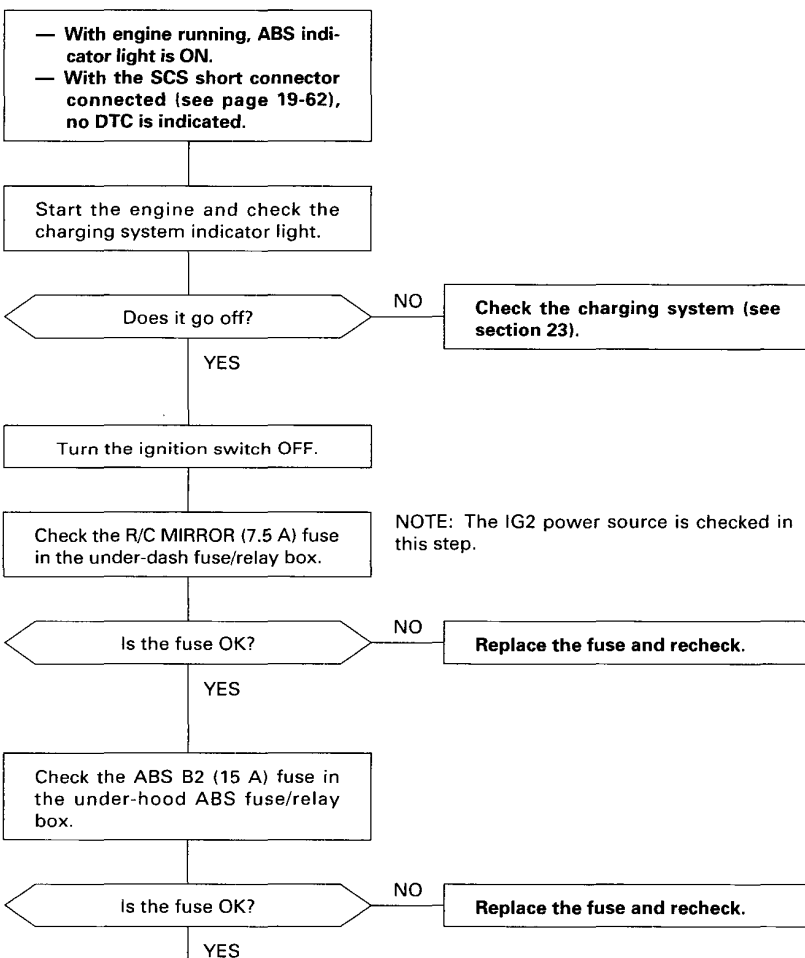 — With engine running, ABS indi-
cator light is ON.
— With the SCS short connector
connected (see page 19-62),
no DTC is indicated.
Start the engine and check the
charging system indicator light.
Does it go off?
NO
Check the charging system (see
section 23).
YES
Turn the ignition switch OFF.
Check the R/C MIRROR (7.5 A) fuse
in the under-dash fuse/relay box.
NOTE: The IG2 power source is checked in
this step.
Is the fuse OK?
NO
Replace the fuse and recheck.
YES
Check the ABS B2 (15 A) fuse in
the under-hood ABS fuse/relay
box.
Is the fuse OK?
NO
Replace the fuse and recheck.
YES